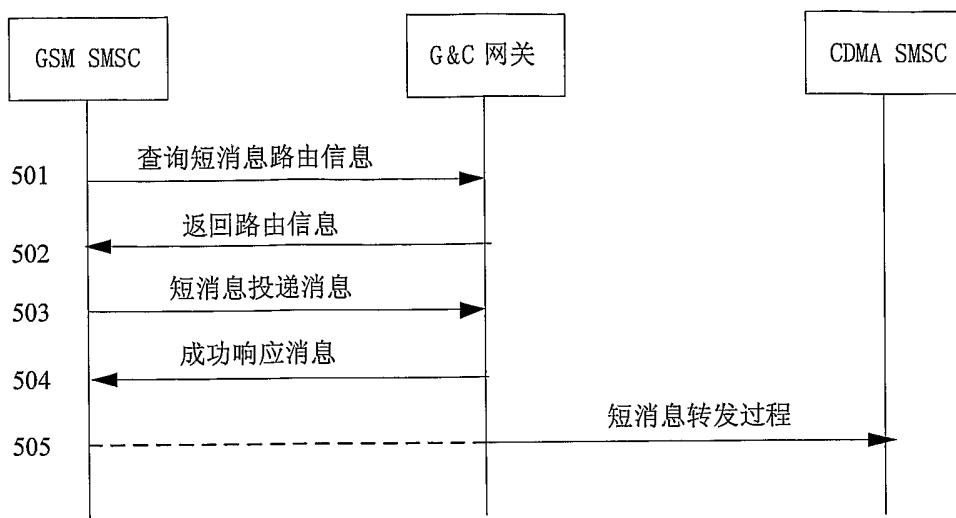 GSM SMSC
G&C 网关
CDMA SMSC
501
查询短消息路由信息
502
返回路由信息
503
短消息投递消息
504
成功响应消息
505
短消息转发过程